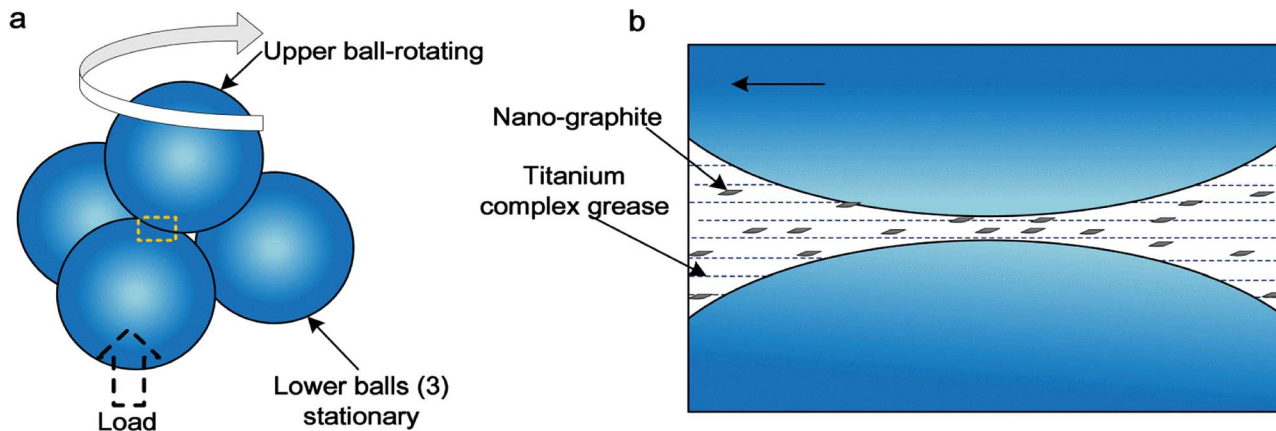 a
Upper ball-rotating
Lower balls (3)
stationary
Load
b
Nano-graphite
Titanium
complex grease